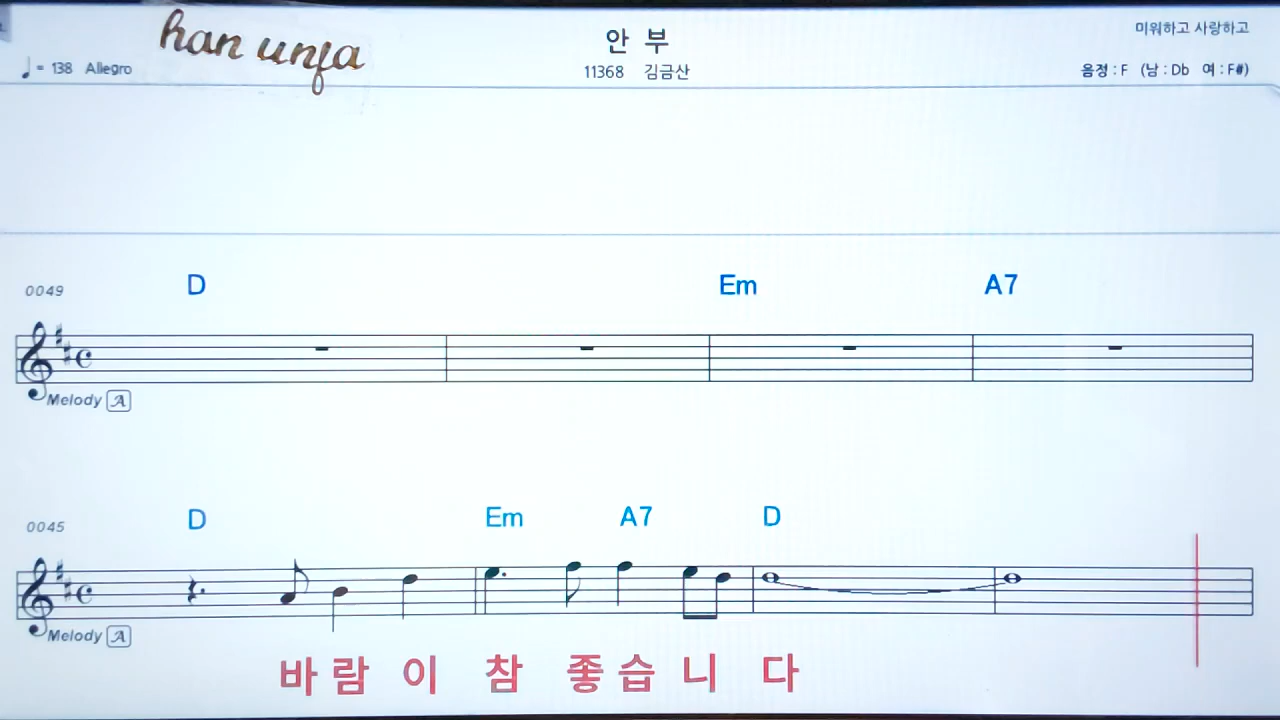 han unfa
안 부
미워하고 사랑하고
♩ = 138 Allegro
11368 김금산
음정 : F (남 : Db 여 : F#)
0049 D Em A7
Melody A
0045 D Em A7 D
Melody A
바 람 이 참 좋 습 니 다